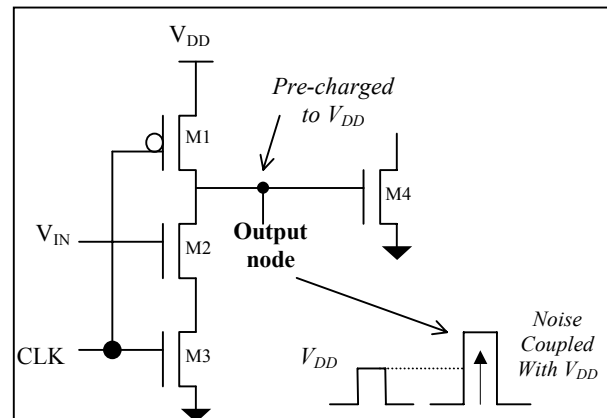 VDD
Pre-charged
to VDD
M1
M4
VIN
M2
Output
node
Noise
Coupled
With VDD
VDD
CLK
M3